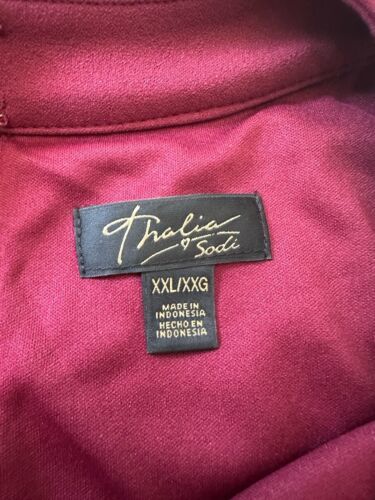 Thalia
Sodi
XXL/XXG
MADE IN
INDONESIA
HECHO EN
INDONESIA